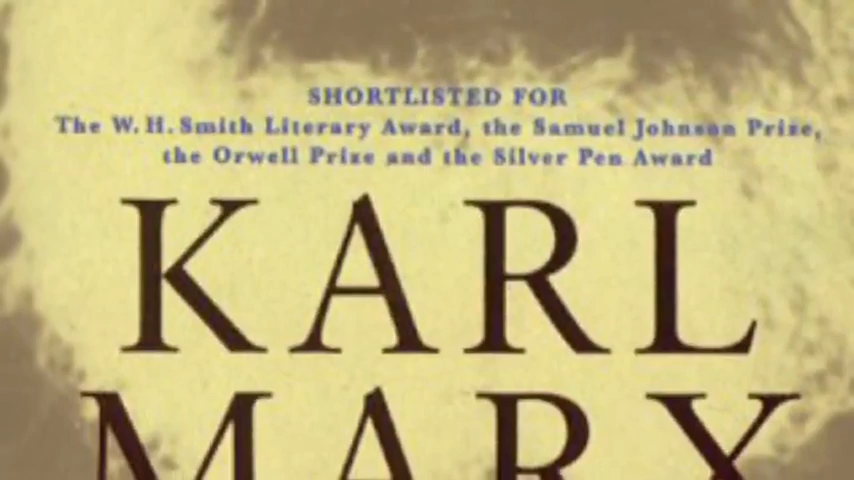 SHORTLISTED FOR
The W. H. Smith Literary Award, the Samuel Johnson Prize,
the Orwell Prize and the Silver Pen Award
KARL
MARX